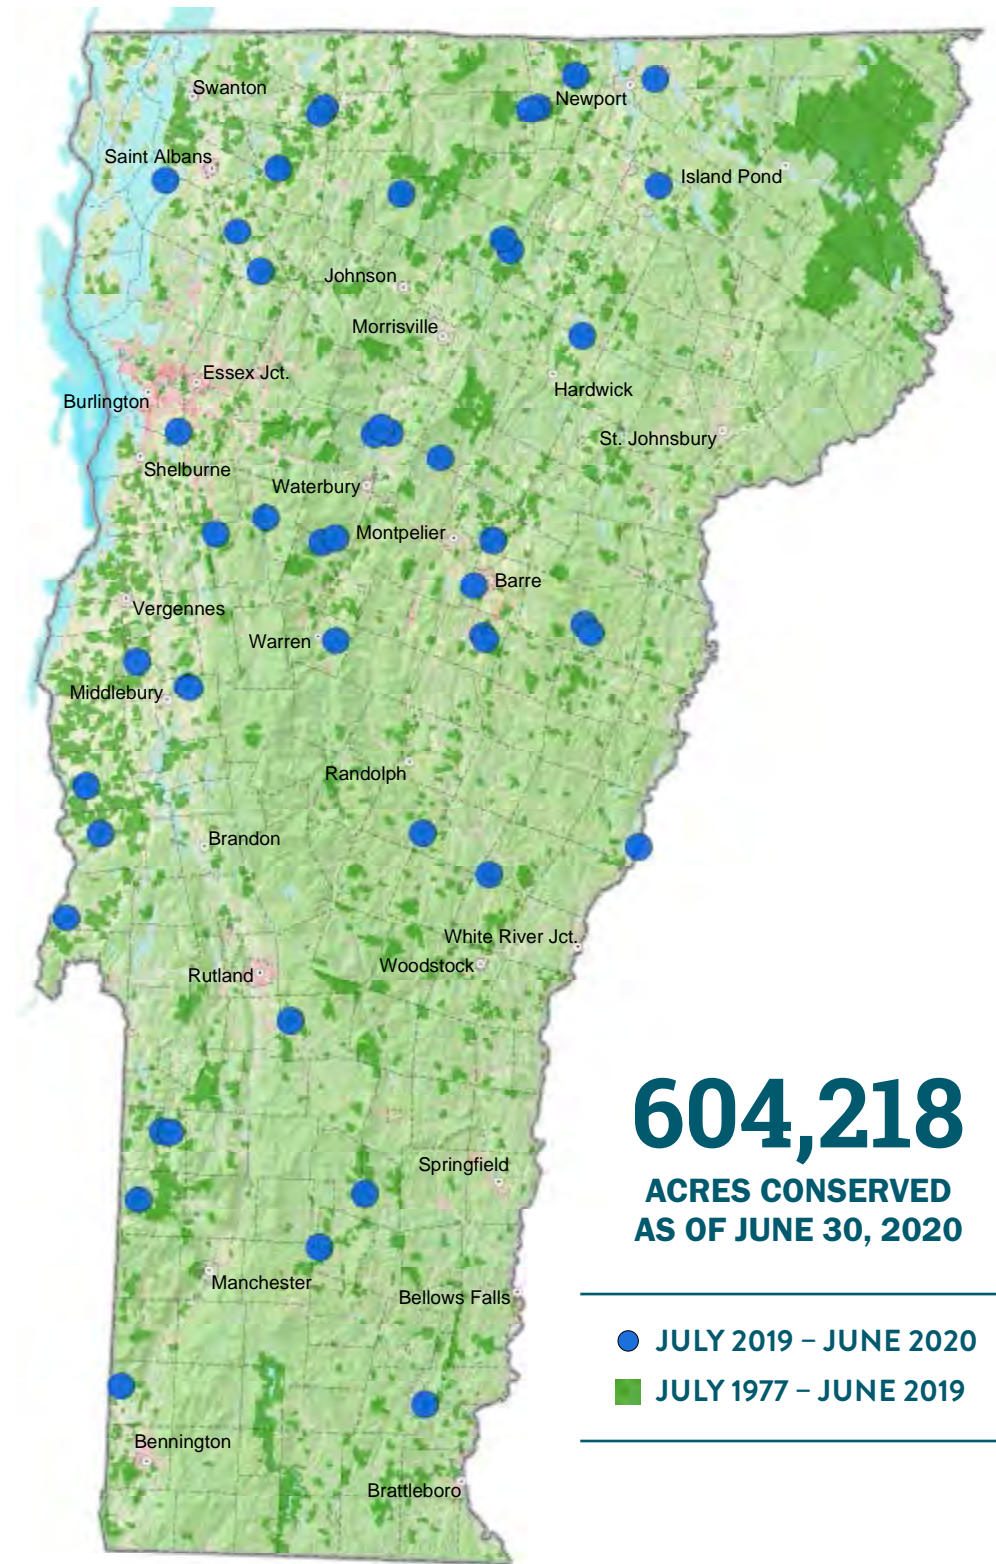 Swanton
Newport
Saint Albans
Island Pond
Johnson
Morrisville
Essex Jct.
Hardwick
Burlington
St. Johnsbury
Shelburne
Waterbury
Montpelier
Barre
Vergennes
Warren
Middlebury
Randolph
Brandon
White River Jct.
Woodstock
Rutland
604,218
ACRES CONSERVED
AS OF JUNE 30, 2020
Springfield
Manchester
Bellows Falls
JULY 2019 – JUNE 2020
JULY 1977 – JUNE 2019
Bennington
Brattleboro